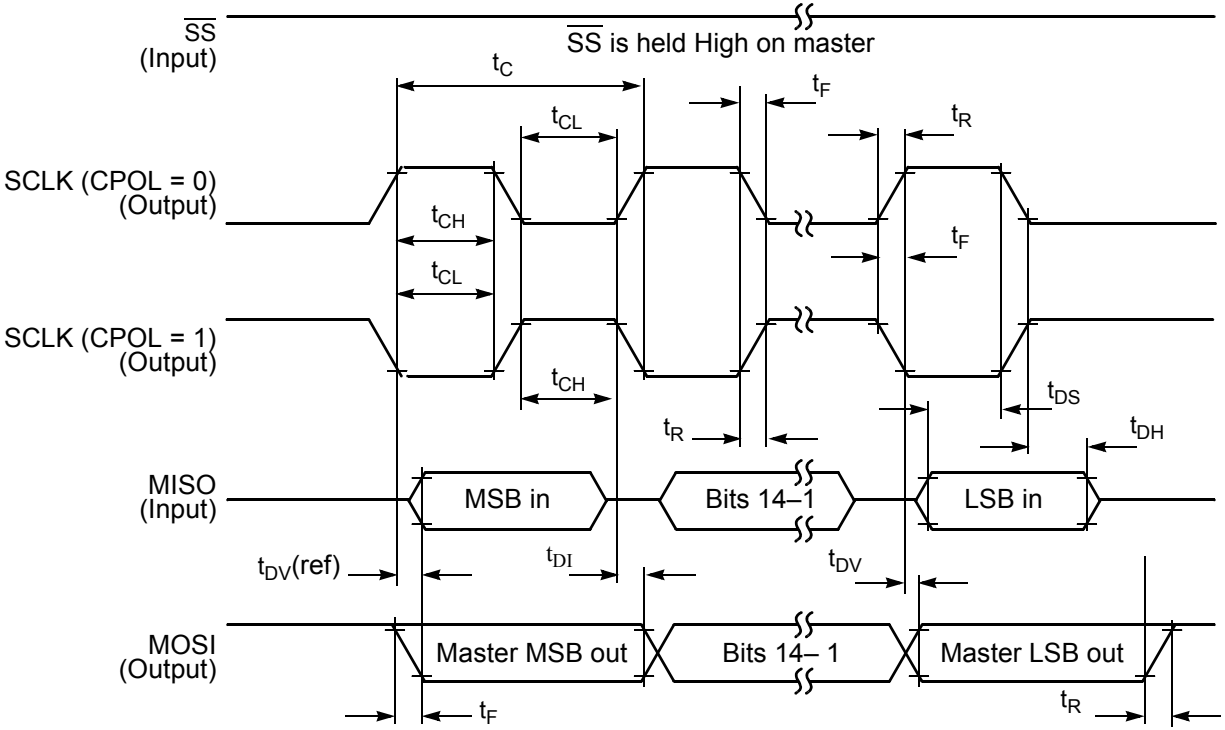 SS
(Input)
SS is held High on master
tC
tF
tCL
tR
SCLK (CPOL = 0)
(Output)
tCH
tF
tCL
SCLK (CPOL = 1)
(Output)
tCH
tDS
tR
tDH
MISO
(Input)
MSB in
Bits 14–1
LSB in
tDV(ref)
tDI
tDV
MOSI
(Output)
Master MSB out
Bits 14– 1
Master LSB out
tF
tR